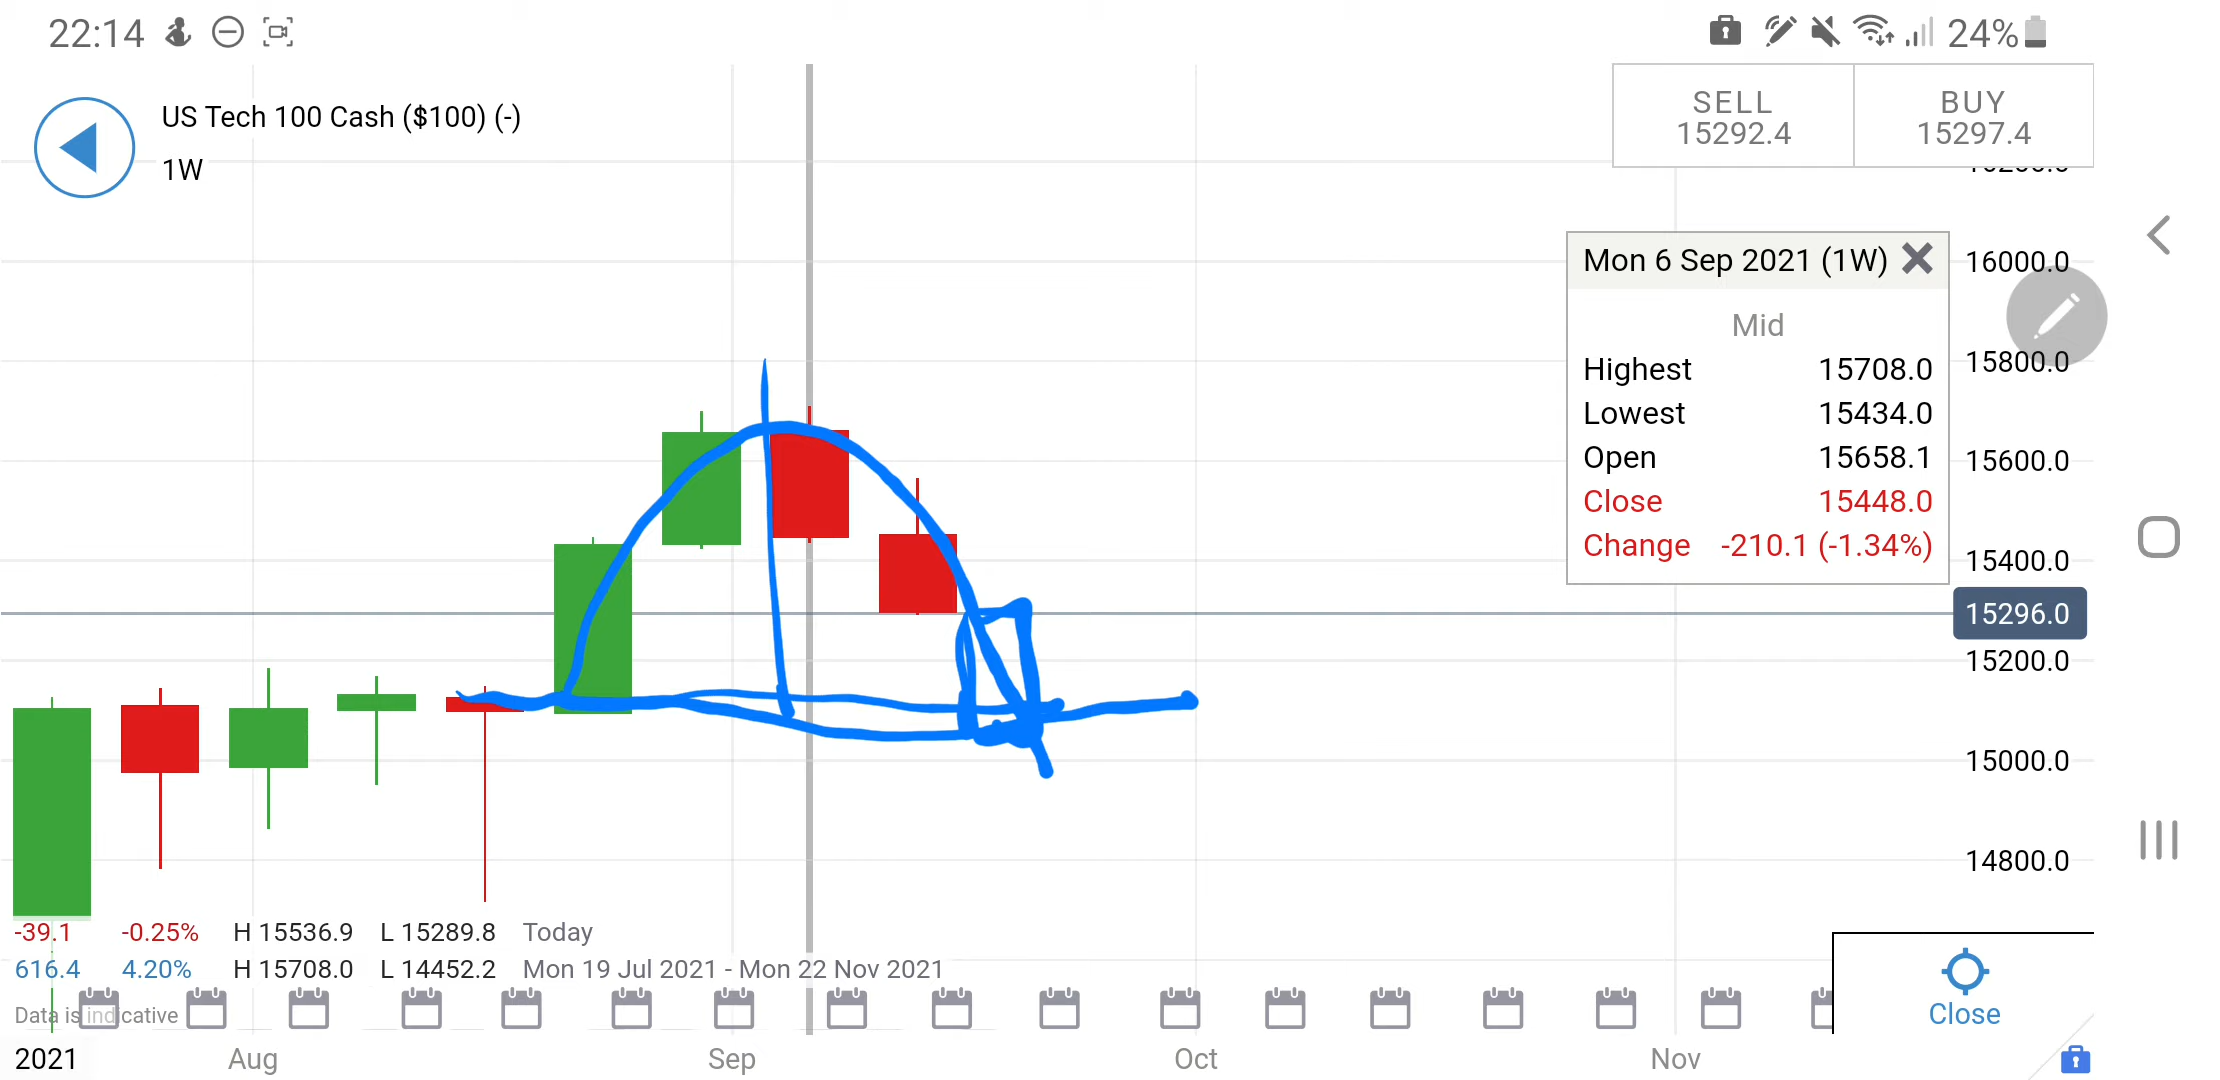 22:14 24%
US Tech 100 Cash ($100) (-)
1W
SELL BUY
15292.4 15297.4
Mon 6 Sep 2021 (1W)
Mid
Highest 15708.0
Lowest 15434.0
Open 15658.1
Close 15448.0
Change -210.1 (-1.34%)
16000.0
15800.0
15600.0
15400.0
15296.0
15200.0
15000.0
14800.0
-39.1 -0.25% H 15536.9 L 15289.8 Today
616.4 4.20% H 15708.0 L 14452.2 Mon 19 Jul 2021 - Mon 22 Nov 2021
Data is indicative
Close
2021 Aug Sep Oct Nov